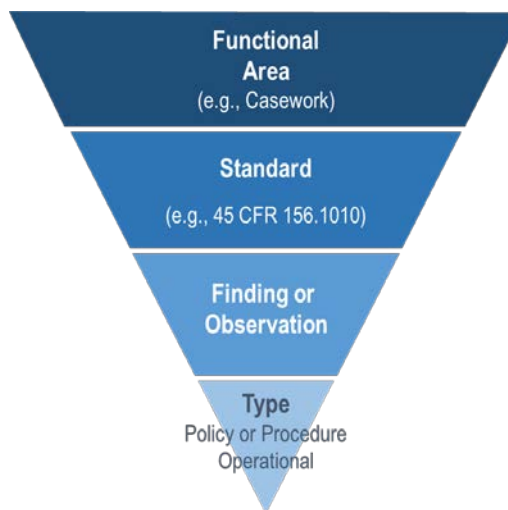 Functional
Area
(e.g., Casework)
Standard
(e.g., 45 CFR 156.1010)
Finding or
Observation
Type
Policy or Procedure
Operational